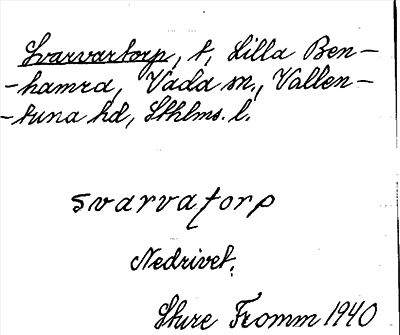 Svarvartorp, t, Lilla Ben-
-hamra, Vada sn., Vallen-
-tuna hd, Sthlms. l.
svarvatorp
Nedrivet.
Sture Fromm 1940